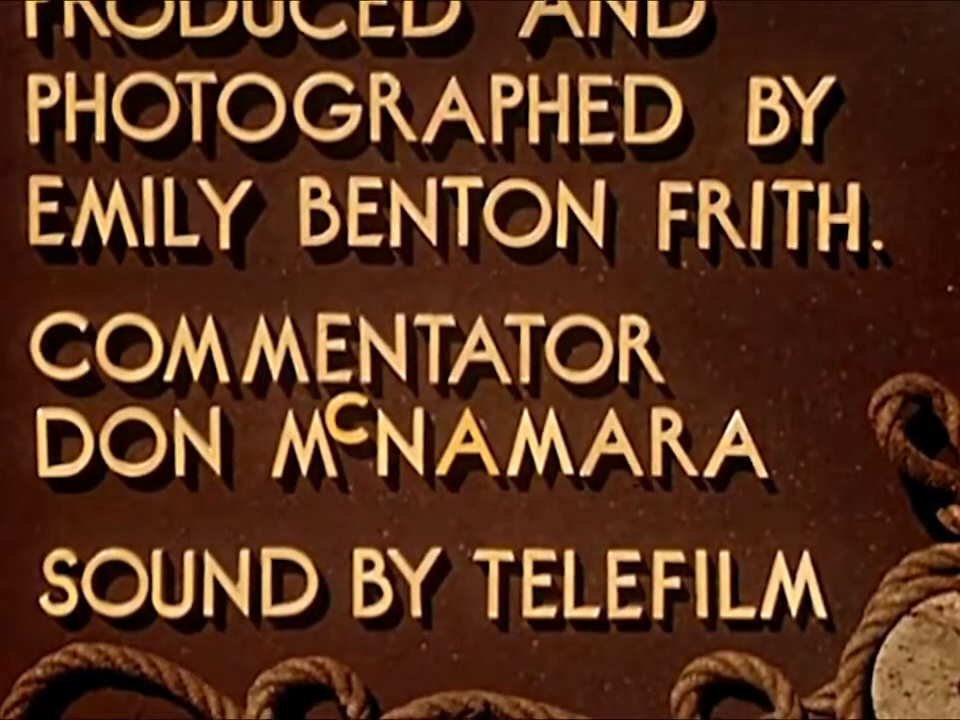 PRODUCED AND
PHOTOGRAPHED BY
EMILY BENTON FRITH.
COMMENTATOR
DON McNAMARA
SOUND BY TELEFILM